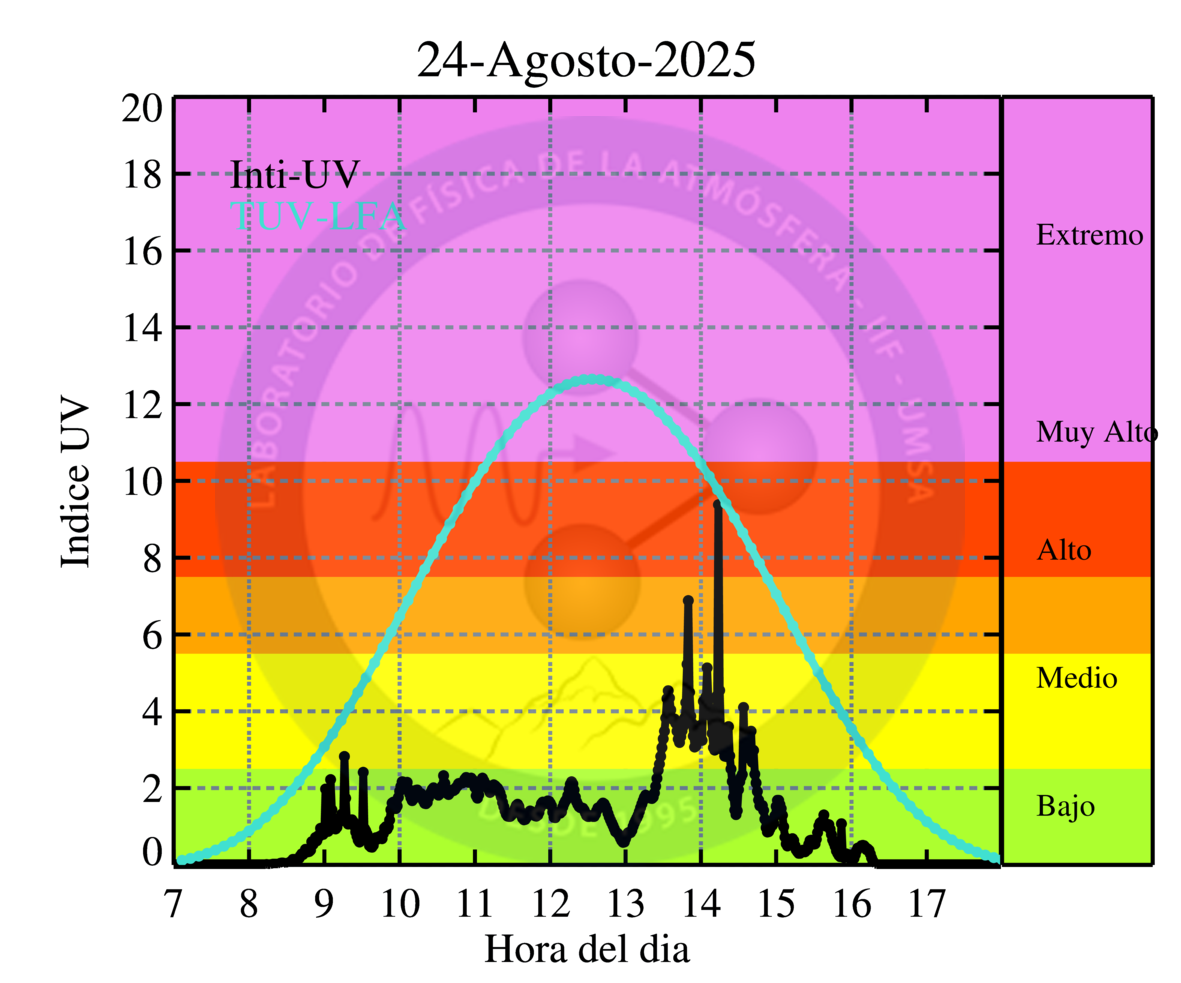 24-Agosto-2025
Indice UV
20
18
16
14
12
10
8
6
4
2
0
Inti-UV
TUV-LFA
LABORATORIO DE FÍSICA DE LA ATMÓSFERA - IIF - UMSA
DESDE 1995
Extremo
Muy Alto
Alto
Medio
Bajo
7 8 9 10 11 12 13 14 15 16 17
Hora del dia